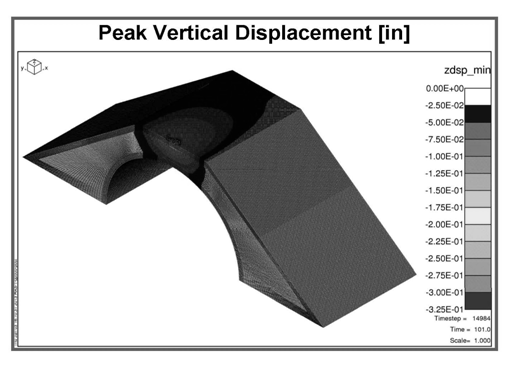 Peak Vertical Displacement [in]
zdsp_min
y x
0.00E+00
-2.50E-02
-5.00E-02
-7.50E-02
-1.00E-01
-1.25E-01
-1.50E-01
-1.75E-01
-2.00E-01
-2.25E-01
-2.50E-01
-2.75E-01
-3.00E-01
-3.25E-01
Timestep = 14984
Time = 101.0
Scale= 1.000